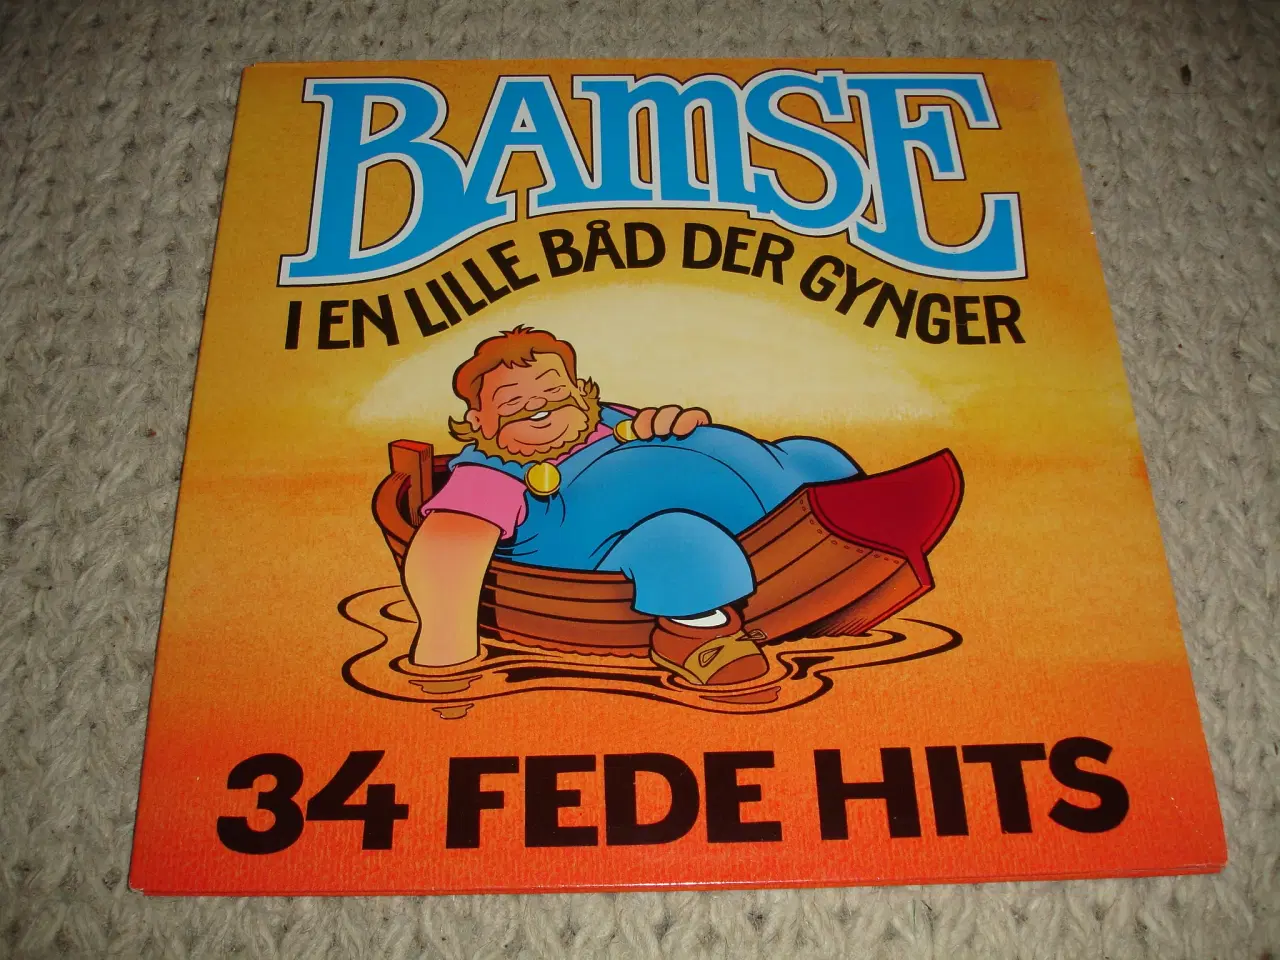 BAMSE
I EN LILLE BÅD DER GYNGER
34 FEDE HITS